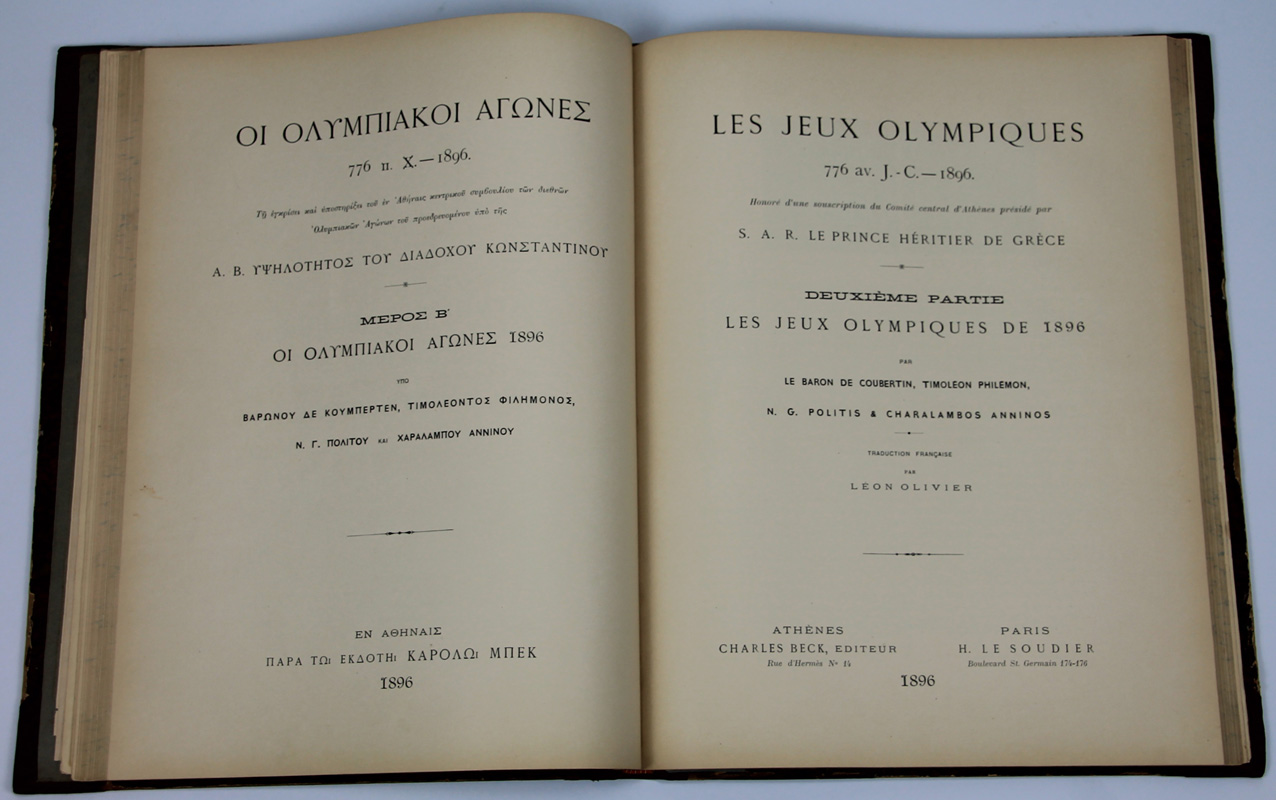 ΟΙ ΟΛΥΜΠΙΑΚΟΙ ΑΓΩΝΕΣ
776 π. Χ.—1896.
Τῇ ἐγκρίσει καὶ ὑποστηρίξει τοῦ ἐν Ἀθήναις κεντρικοῦ συμβουλίου τῶν διεθνῶν
Ὀλυμπιακῶν Ἀγώνων τοῦ προεδρευομένου ὑπὸ τῆς
Α. Β. ΥΨΗΛΟΤΗΤΟΣ ΤΟΥ ΔΙΑΔΟΧΟΥ ΚΩΝΣΤΑΝΤΙΝΟΥ
ΜΕΡΟΣ Β'
ΟΙ ΟΛΥΜΠΙΑΚΟΙ ΑΓΩΝΕΣ 1896
ΥΠΟ
ΒΑΡΩΝΟΥ ΔΕ ΚΟΥΜΠΕΡΤΕΝ, ΤΙΜΟΛΕΟΝΤΟΣ ΦΙΛΗΜΟΝΟΣ,
Ν. Γ. ΠΟΛΙΤΟΥ ΚΑΙ ΧΑΡΑΛΑΜΠΟΥ ΑΝΝΙΝΟΥ
ΕΝ ΑΘΗΝΑΙΣ
ΠΑΡΑ ΤΩι ΕΚΔΟΤΗι ΚΑΡΟΛΩι ΜΠΕΚ
1896
LES JEUX OLYMPIQUES
776 av. J.-C.—1896.
Honoré d'une souscription du Comité central d'Athènes présidé par
S. A. R. LE PRINCE HÉRITIER DE GRÈCE
DEUXIÈME PARTIE
LES JEUX OLYMPIQUES DE 1896
PAR
LE BARON DE COUBERTIN, TIMOLEON PHILEMON,
N. G. POLITIS & CHARALAMBOS ANNINOS
TRADUCTION FRANÇAISE
PAR
LÉON OLIVIER
ATHÈNES
CHARLES BECK, EDITEUR
Rue d'Hermès No 14
PARIS
H. LE SOUDIER
Boulevard St. Germain 174-176
1896